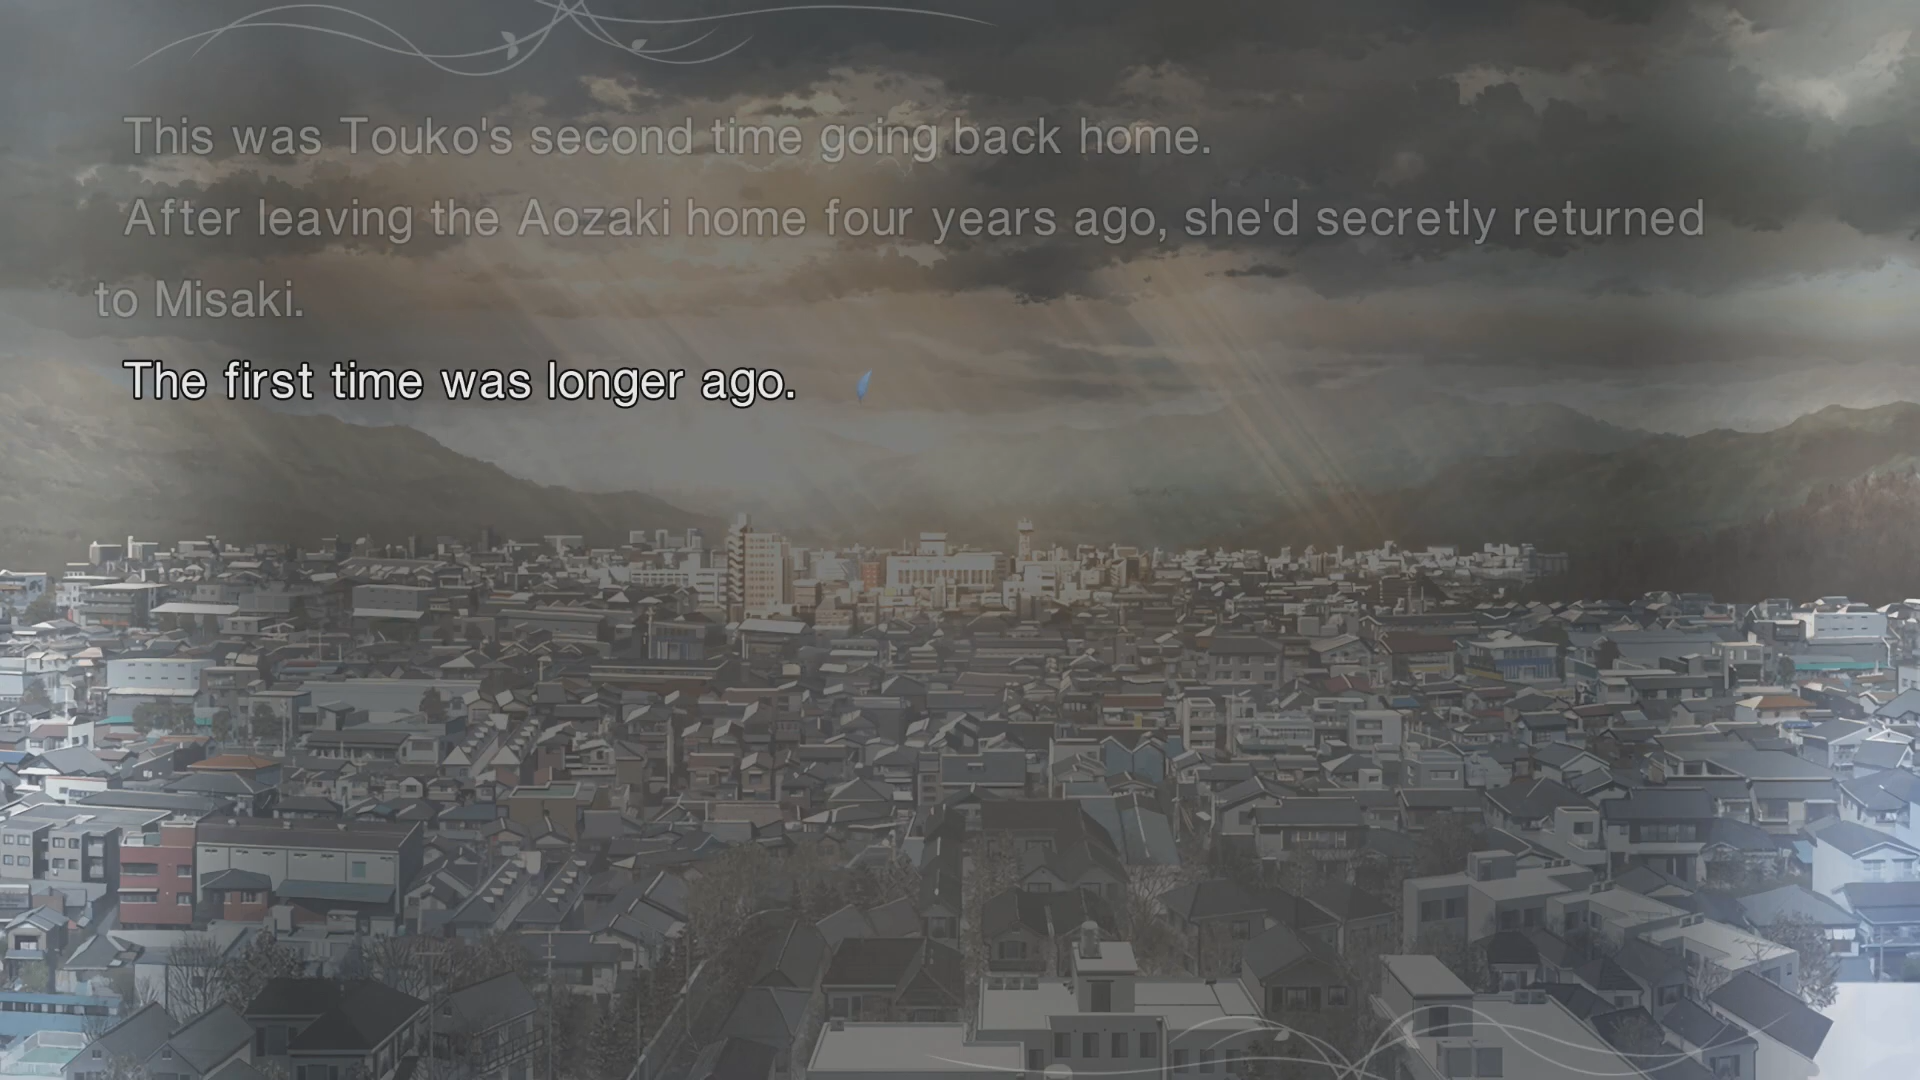 This was Touko's second time going back home.
After leaving the Aozaki home four years ago, she'd secretly returned
to Misaki.
The first time was longer ago.